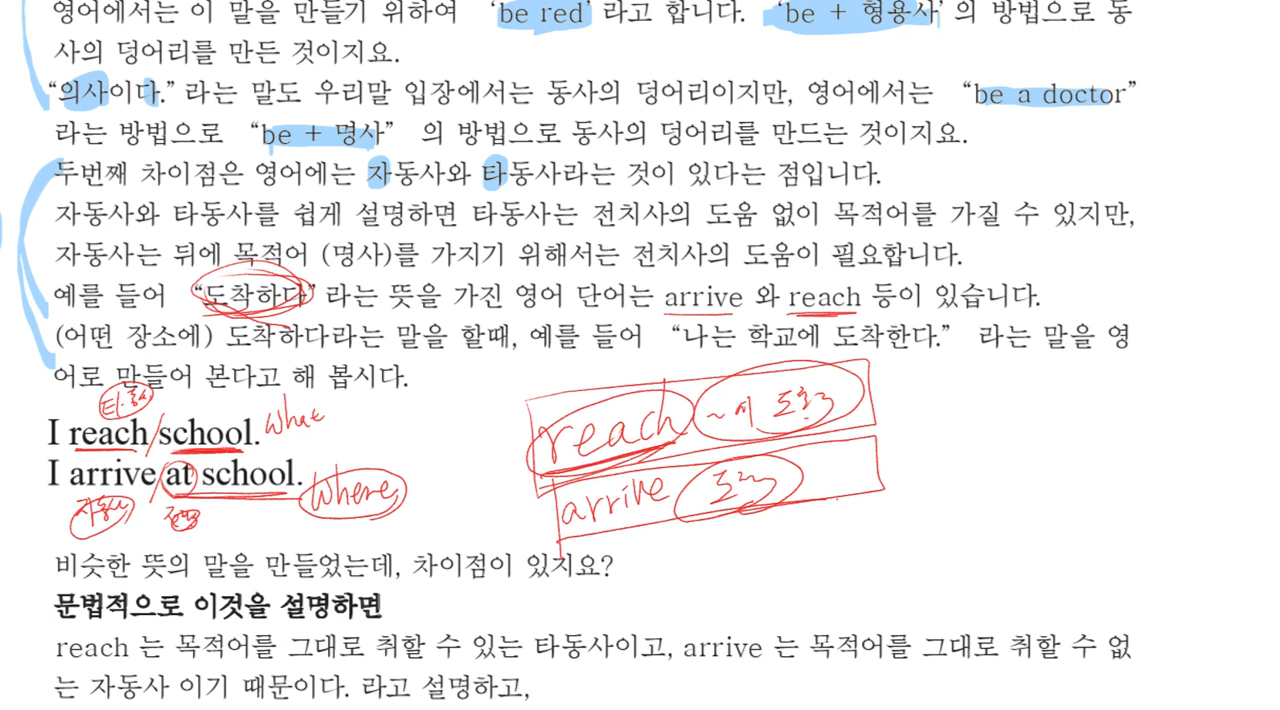 영어에서는 이 말을 만들기 위하여 ‘be red’ 라고 합니다. ‘be + 형용사’ 의 방법으로 동
사의 덩어리를 만든 것이지요.
“의사이다.” 라는 말도 우리말 입장에서는 동사의 덩어리이지만, 영어에서는 “be a doctor”
라는 방법으로 “be + 명사” 의 방법으로 동사의 덩어리를 만드는 것이지요.
두번째 차이점은 영어에는 자동사와 타동사라는 것이 있다는 점입니다.
자동사와 타동사를 쉽게 설명하면 타동사는 전치사의 도움 없이 목적어를 가질 수 있지만,
자동사는 뒤에 목적어 (명사)를 가지기 위해서는 전치사의 도움이 필요합니다.
예를 들어 “도착하다” 라는 뜻을 가진 영어 단어는 arrive 와 reach 등이 있습니다.
(어떤 장소에) 도착하다라는 말을 할때, 예를 들어 “나는 학교에 도착한다.” 라는 말을 영
어로 만들어 본다고 해 봅시다.
타동사
I reach / school. what
reach ~에 도착
I arrive / at school. where
arrive 도착
자동사
비슷한 뜻의 말을 만들었는데, 차이점이 있지요?
문법적으로 이것을 설명하면
reach 는 목적어를 그대로 취할 수 있는 타동사이고, arrive 는 목적어를 그대로 취할 수 없
는 자동사 이기 때문이다. 라고 설명하고,